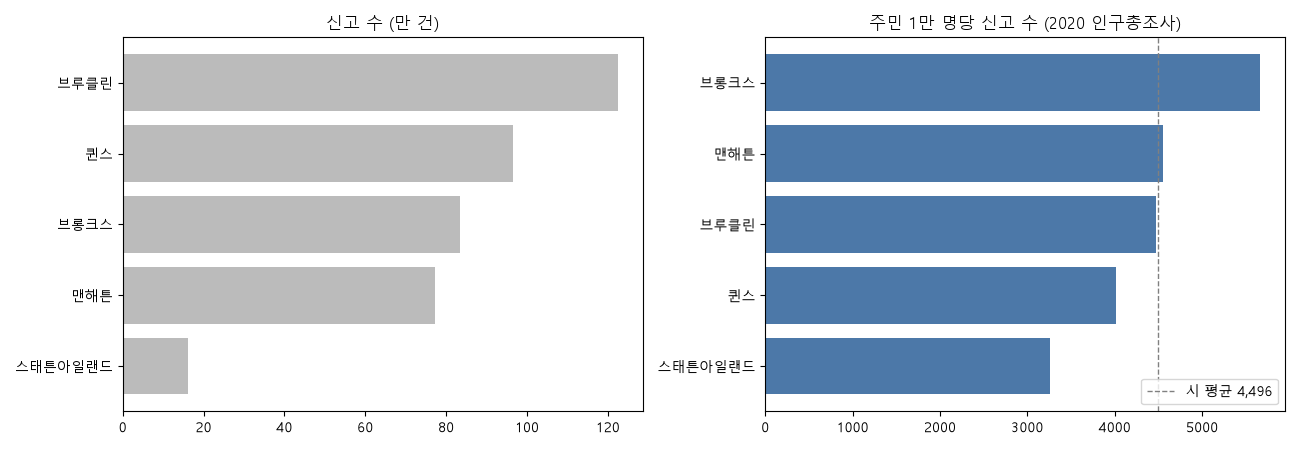 신고 수 (만 건)
브루클린
퀸스
브롱크스
맨해튼
스태튼아일랜드
0 20 40 60 80 100 120
주민 1만 명당 신고 수 (2020 인구총조사)
브롱크스
맨해튼
브루클린
퀸스
스태튼아일랜드
시 평균 4,496
0 1000 2000 3000 4000 5000